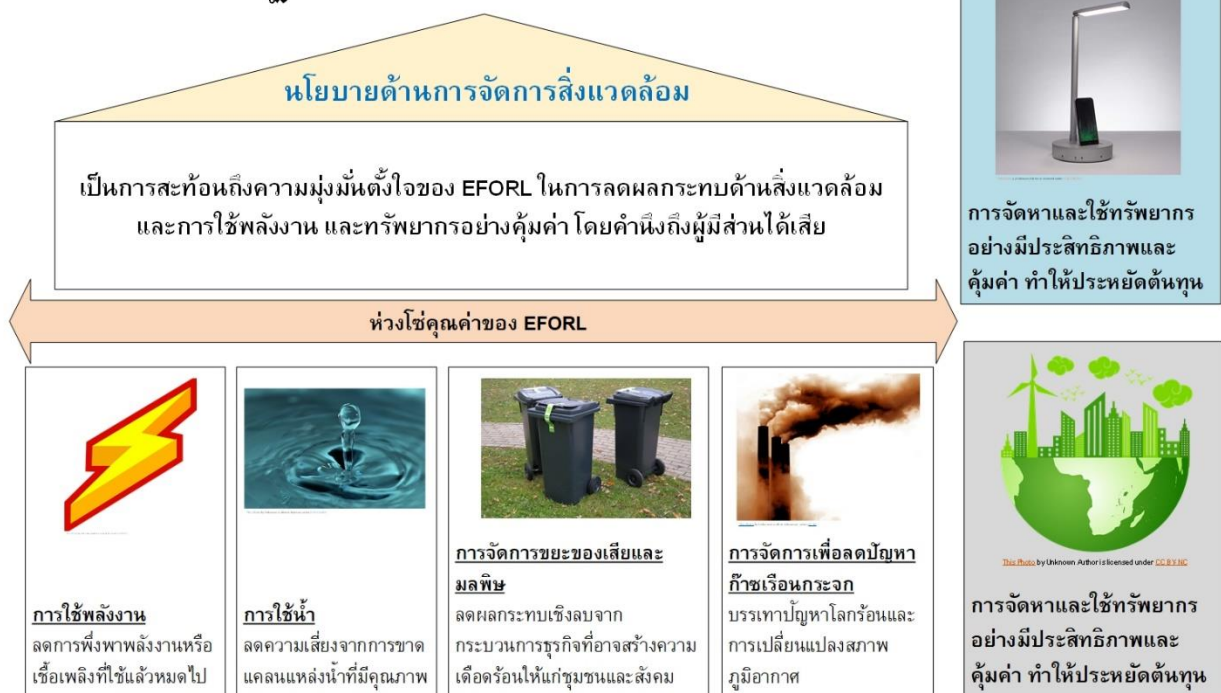 นโยบายด้านการจัดการสิ่งแวดล้อม
เป็นการสะท้อนถึงความมุ่งมั่นตั้งใจของ EFORL ในการลดผลกระทบด้านสิ่งแวดล้อม
และการใช้พลังงาน และทรัพยากรอย่างคุ้มค่า โดยคำนึงถึงผู้มีส่วนได้เสีย
ห่วงโซ่คุณค่าของ EFORL
การใช้พลังงาน
ลดการพึ่งพาพลังงานหรือ
เชื้อเพลิงที่ใช้แล้วหมดไป
การใช้น้ำ
ลดความเสี่ยงจากการขาด
แคลนแหล่งน้ำที่มีคุณภาพ
การจัดการขยะของเสียและ
มลพิษ
ลดผลกระทบเชิงลบจาก
กระบวนการธุรกิจที่อาจสร้างความ
เดือดร้อนให้แก่ชุมชนและสังคม
การจัดการเพื่อลดปัญหา
ก๊าซเรือนกระจก
บรรเทาปัญหาโลกร้อนและ
การเปลี่ยนแปลงสภาพ
ภูมิอากาศ
การจัดหาและใช้ทรัพยากร
อย่างมีประสิทธิภาพและ
คุ้มค่า ทำให้ประหยัดต้นทุน
This Photo by Unknown Author is licensed under CC BY-NC
การจัดหาและใช้ทรัพยากร
อย่างมีประสิทธิภาพและ
คุ้มค่า ทำให้ประหยัดต้นทุน